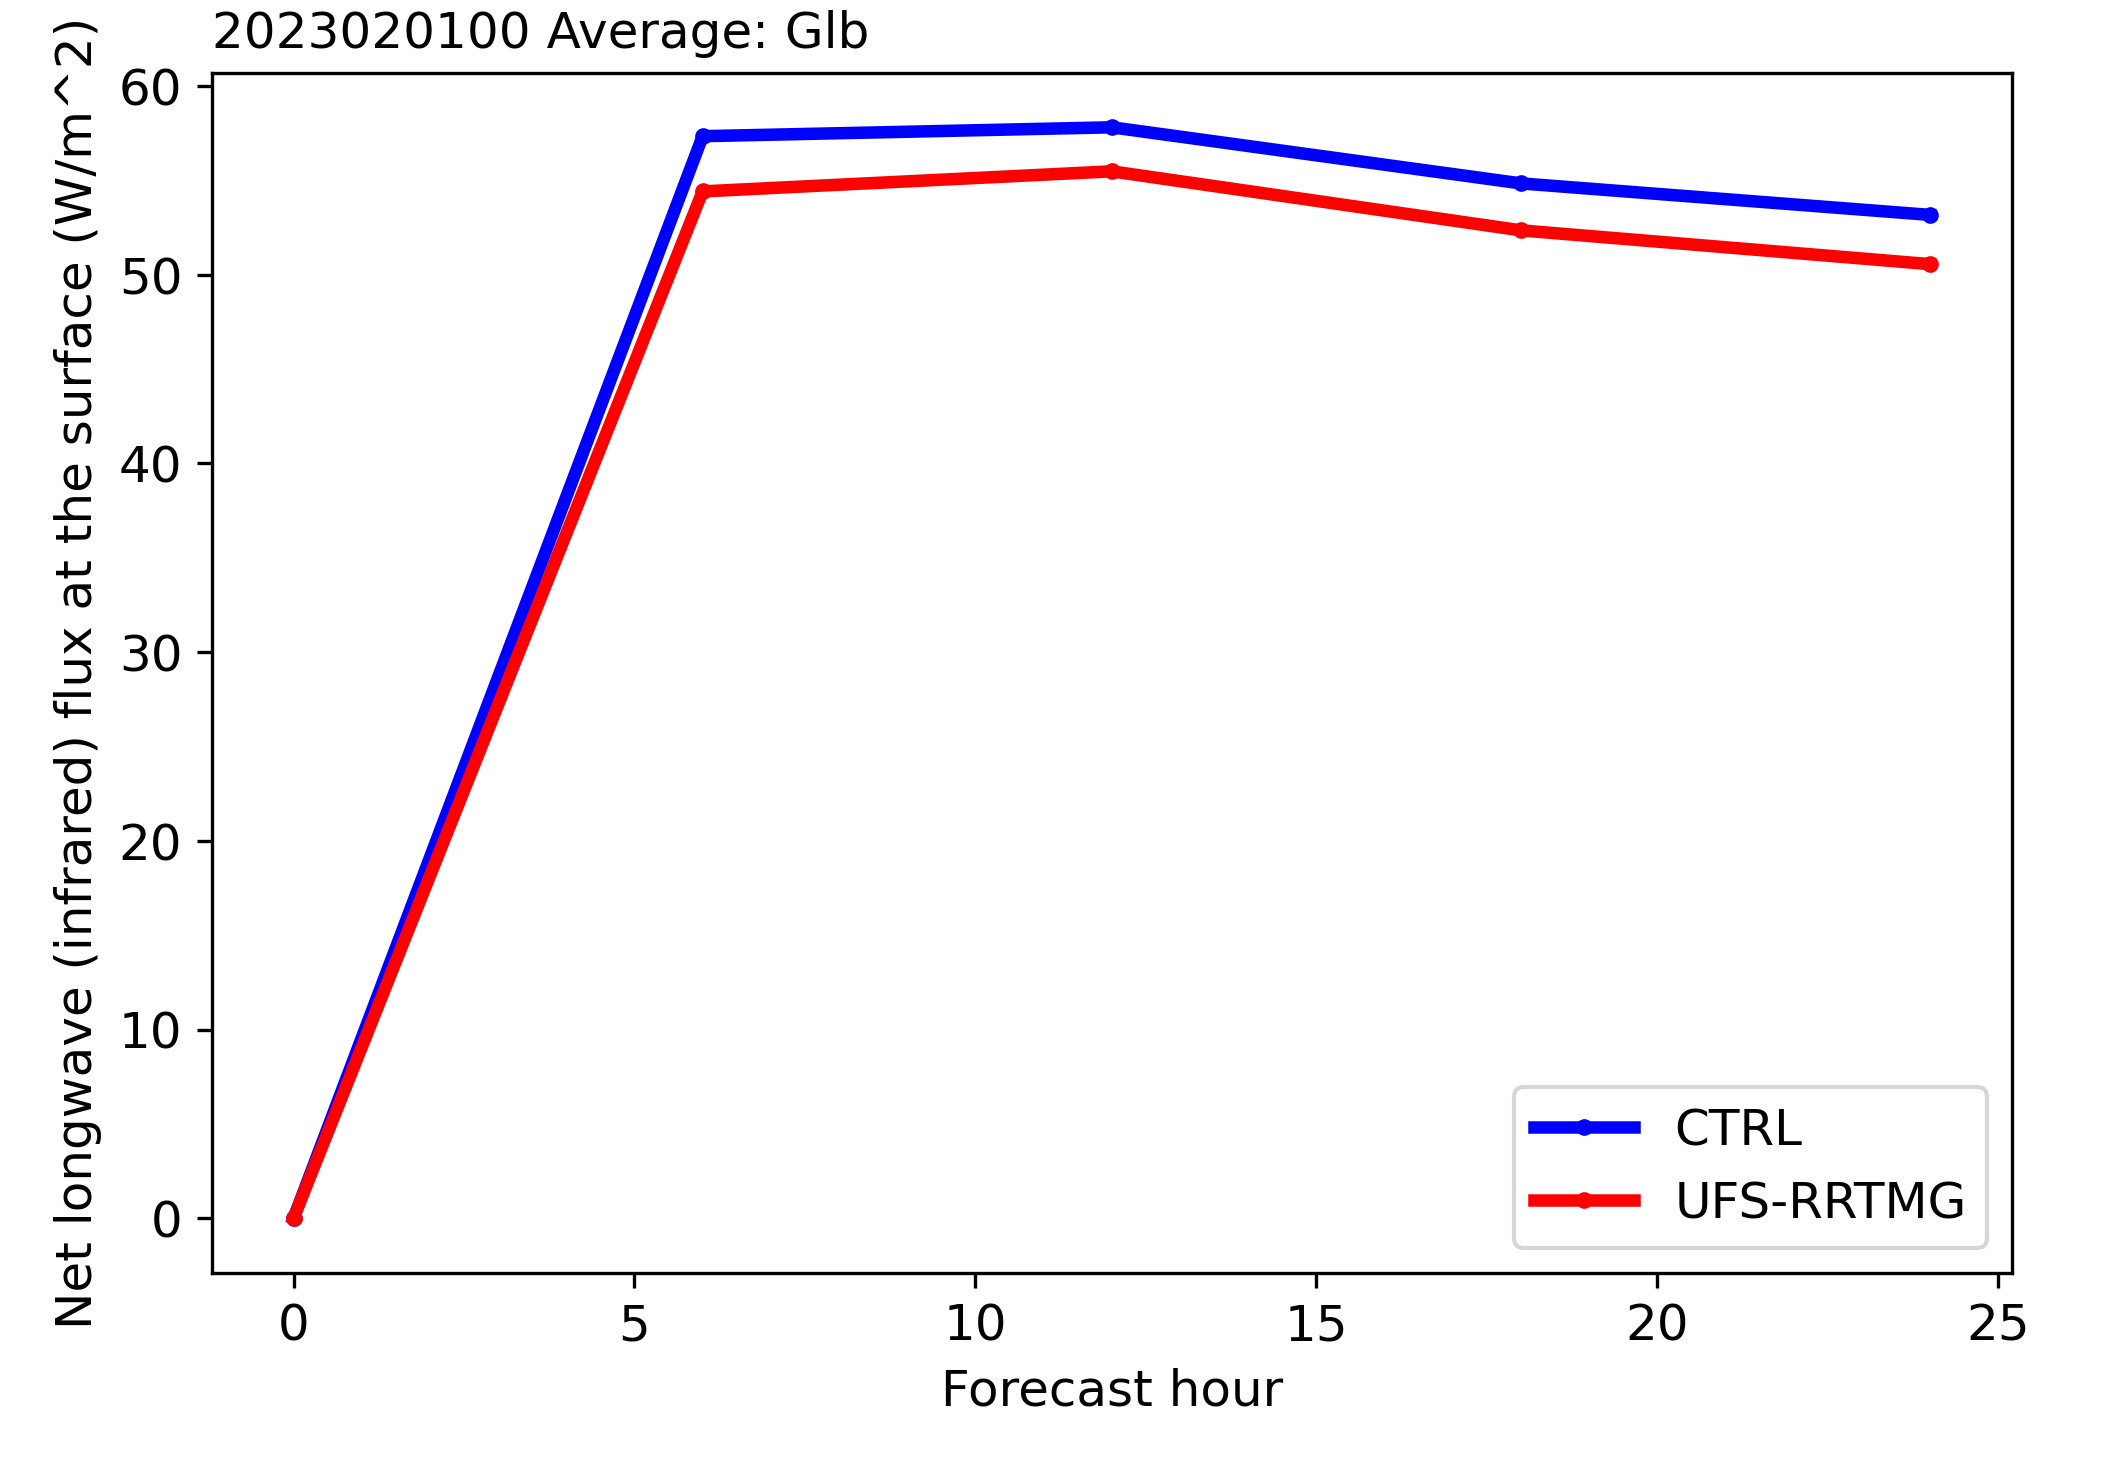 2023020100 Average: Glb
Net longwave (infrared) flux at the surface (W/m^2)
60
50
40
30
20
10
0
0 5 10 15 20 25
Forecast hour
CTRL
UFS-RRTMG